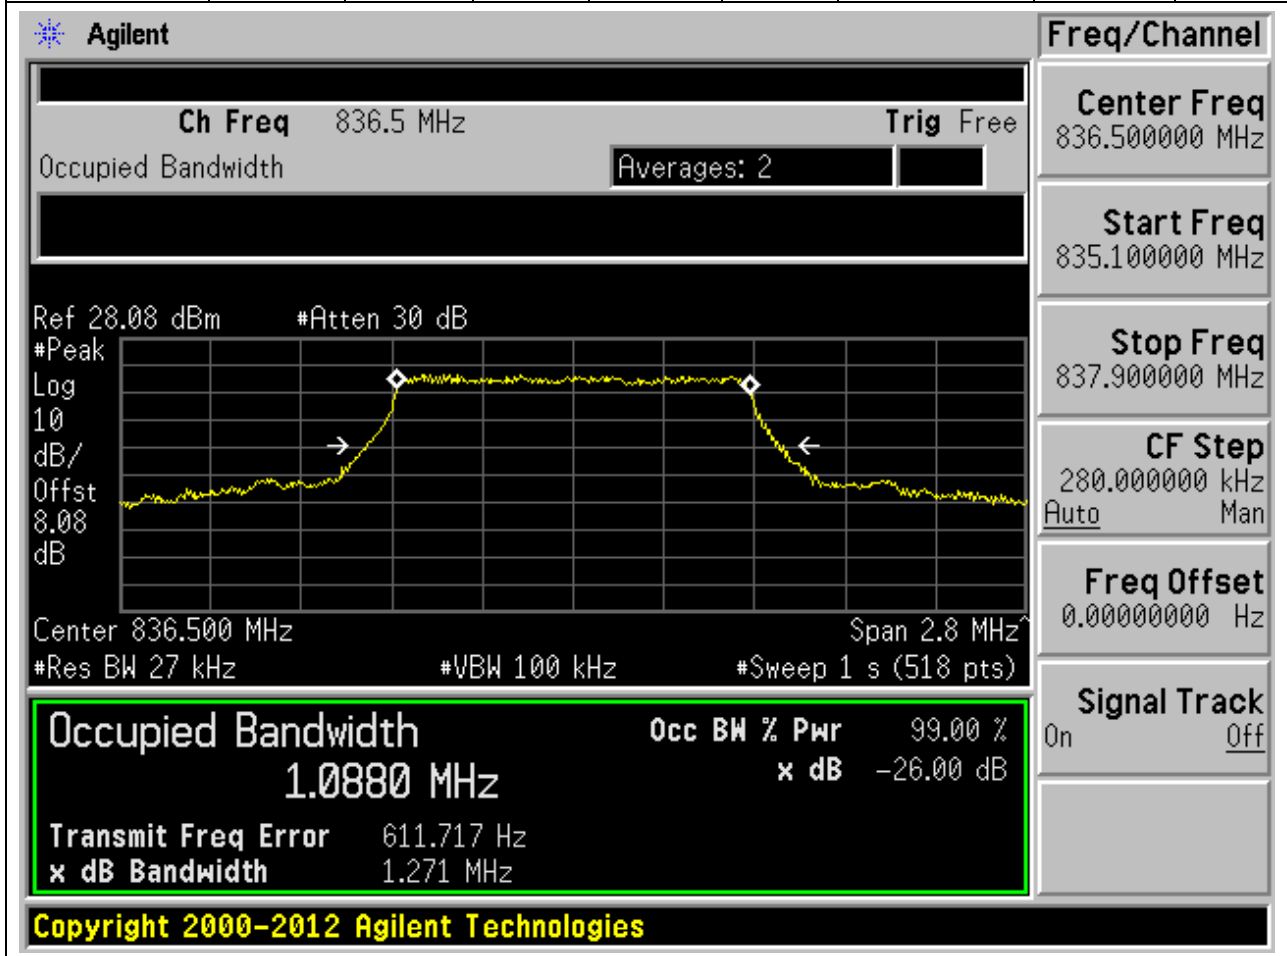 Agilent
Freq/Channel
Ch Freq 836.5 MHz Trig Free
Occupied Bandwidth Averages: 2
Center Freq
836.500000 MHz
Start Freq
835.100000 MHz
Stop Freq
837.900000 MHz
CF Step
280.000000 kHz
Auto Man
Freq Offset
0.00000000 Hz
Signal Track
On Off
Ref 28.08 dBm #Atten 30 dB
#Peak
Log
10
dB/
Offst
8.08
dB
Center 836.500 MHz Span 2.8 MHz^
#Res BW 27 kHz #VBW 100 kHz #Sweep 1 s (518 pts)
Occupied Bandwidth
1.0880 MHz
Occ BW % Pwr 99.00 %
x dB -26.00 dB
Transmit Freq Error 611.717 Hz
x dB Bandwidth 1.271 MHz
Copyright 2000-2012 Agilent Technologies